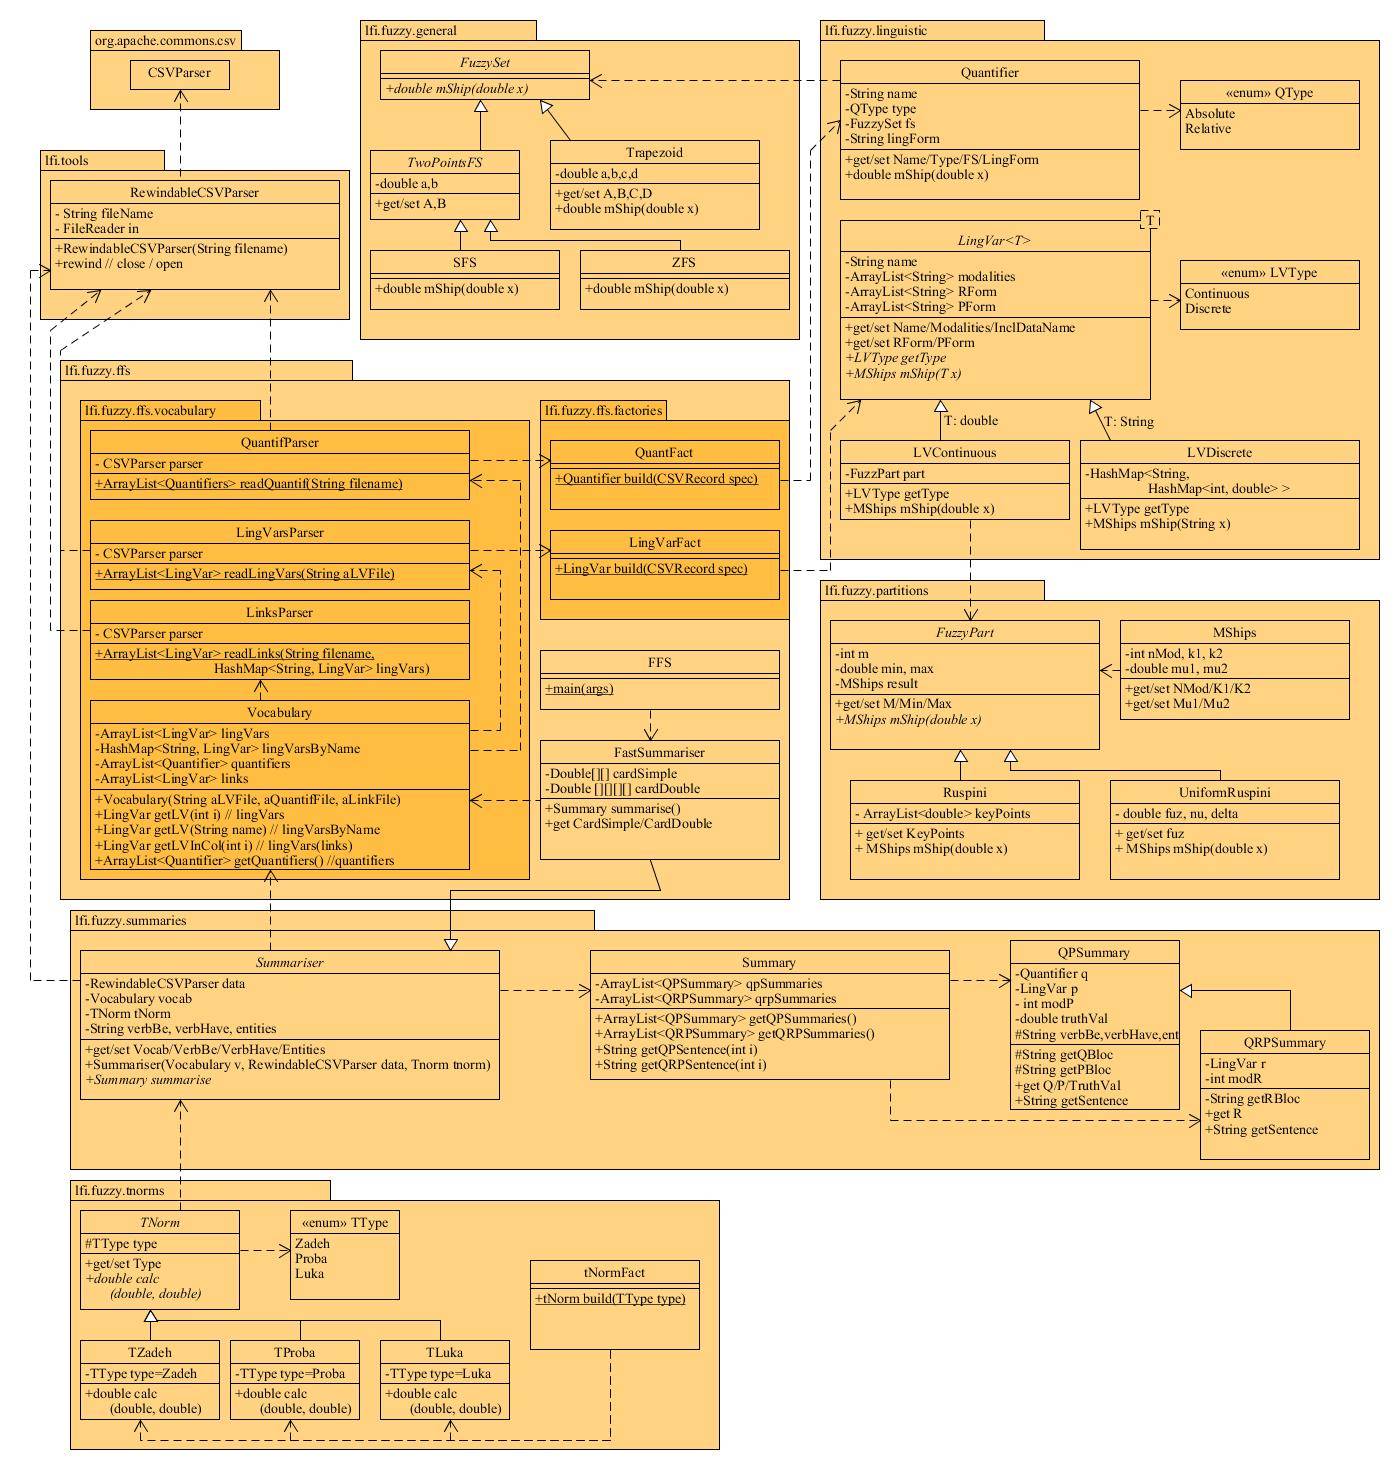 org.apache.commons.csv
CSVParser
lfi.tools
RewindableCSVParser
- String fileName
- FileReader in
+RewindableCSVParser(String filename)
+rewind // close / open
lfi.fuzzy.general
FuzzySet
+double mShip(double x)
TwoPointsFS
-double a,b
+get/set A,B
Trapezoid
-double a,b,c,d
+get/set A,B,C,D
+double mShip(double x)
SFS
+double mShip(double x)
ZFS
+double mShip(double x)
lfi.fuzzy.linguistic
Quantifier
-String name
-QType type
-FuzzySet fs
-String lingForm
+get/set Name/Type/FS/LingForm
+double mShip(double x)
«enum» QType
Absolute
Relative
T
LingVar<T>
-String name
-ArrayList<String> modalities
-ArrayList<String> RForm
-ArrayList<String> PForm
+get/set Name/Modalities/InclDataName
+get/set RForm/PForm
+LVType getType
+MShips mShip(T x)
«enum» LVType
Continuous
Discrete
T: double
T: String
LVContinuous
-FuzzPart part
+LVType getType
+MShips mShip(double x)
LVDiscrete
-HashMap<String,
HashMap<int, double> >
+LVType getType
+MShips mShip(String x)
lfi.fuzzy.ffs
lfi.fuzzy.ffs.vocabulary
QuantifParser
- CSVParser parser
+ArrayList<Quantifiers> readQuantif(String filename)
LingVarsParser
- CSVParser parser
+ArrayList<LingVar> readLingVars(String aLVFile)
LinksParser
- CSVParser parser
+ArrayList<LingVar> readLinks(String filename,
HashMap<String, LingVar> lingVars)
Vocabulary
-ArrayList<LingVar> lingVars
-HashMap<String, LingVar> lingVarsByName
-ArrayList<Quantifier> quantifiers
-ArrayList<LingVar> links
+Vocabulary(String aLVFile, aQuantifFile, aLinkFile)
+LingVar getLV(int i) // lingVars
+LingVar getLV(String name) // lingVarsByName
+LingVar getLVInCol(int i) // lingVars(links)
+ArrayList<Quantifier> getQuantifiers() //quantifiers
lfi.fuzzy.ffs.factories
QuantFact
+Quantifier build(CSVRecord spec)
LingVarFact
+LingVar build(CSVRecord spec)
FFS
+main(args)
FastSummariser
-Double[][] cardSimple
-Double [][][][] cardDouble
+Summary summarise()
+get CardSimple/CardDouble
lfi.fuzzy.partitions
FuzzyPart
-int m
-double min, max
-MShips result
+get/set M/Min/Max
+MShips mShip(double x)
MShips
-int nMod, k1, k2
-double mu1, mu2
+get/set NMod/K1/K2
+get/set Mu1/Mu2
Ruspini
- ArrayList<double> keyPoints
+ get/set KeyPoints
+ MShips mShip(double x)
UniformRuspini
- double fuz, nu, delta
+ get/set fuz
+ MShips mShip(double x)
lfi.fuzzy.summaries
Summariser
-RewindableCSVParser data
-Vocabulary vocab
-TNorm tNorm
-String verbBe, verbHave, entities
+get/set Vocab/VerbBe/VerbHave/Entities
+Summariser(Vocabulary v, RewindableCSVParser data, Tnorm tnorm)
+Summary summarise
Summary
-ArrayList<QPSummary> qpSummaries
-ArrayList<QRPSummary> qrpSummaries
+ArrayList<QPSummary> getQPSummaries()
+ArrayList<QRPSummary> getQRPSummaries()
+String getQPSentence(int i)
+String getQRPSentence(int i)
QPSummary
-Quantifier q
-LingVar p
- int modP
-double truthVal
#String verbBe,verbHave,ent
#String getQBloc
#String getPBloc
+get Q/P/TruthVal
+String getSentence
QRPSummary
-LingVar r
-int modR
-String getRBloc
+get R
+String getSentence
lfi.fuzzy.tnorms
TNorm
#TType type
+get/set Type
+double calc
(double, double)
«enum» TType
Zadeh
Proba
Luka
tNormFact
+tNorm build(TType type)
TZadeh
-TType type=Zadeh
+double calc
(double, double)
TProba
-TType type=Proba
+double calc
(double, double)
TLuka
-TType type=Luka
+double calc
(double, double)